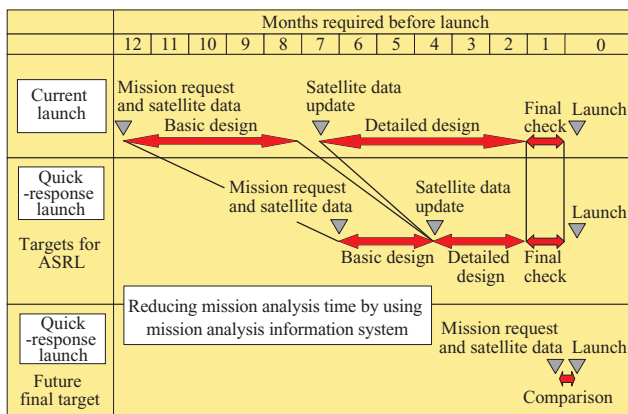 Months required before launch
12 11 10 9 8 7 6 5 4 3 2 1 0
Current
launch
Mission request
and satellite data
Basic design
Satellite data
update
Detailed design
Final
check
Launch
Quick
-response
launch
Targets for
ASRL
Mission request
and satellite data
Basic design
Satellite data
update
Detailed
design
Final
check
Launch
Reducing mission analysis time by using
mission analysis information system
Quick
-response
launch
Future
final target
Mission request
and satellite data
Launch
Comparison